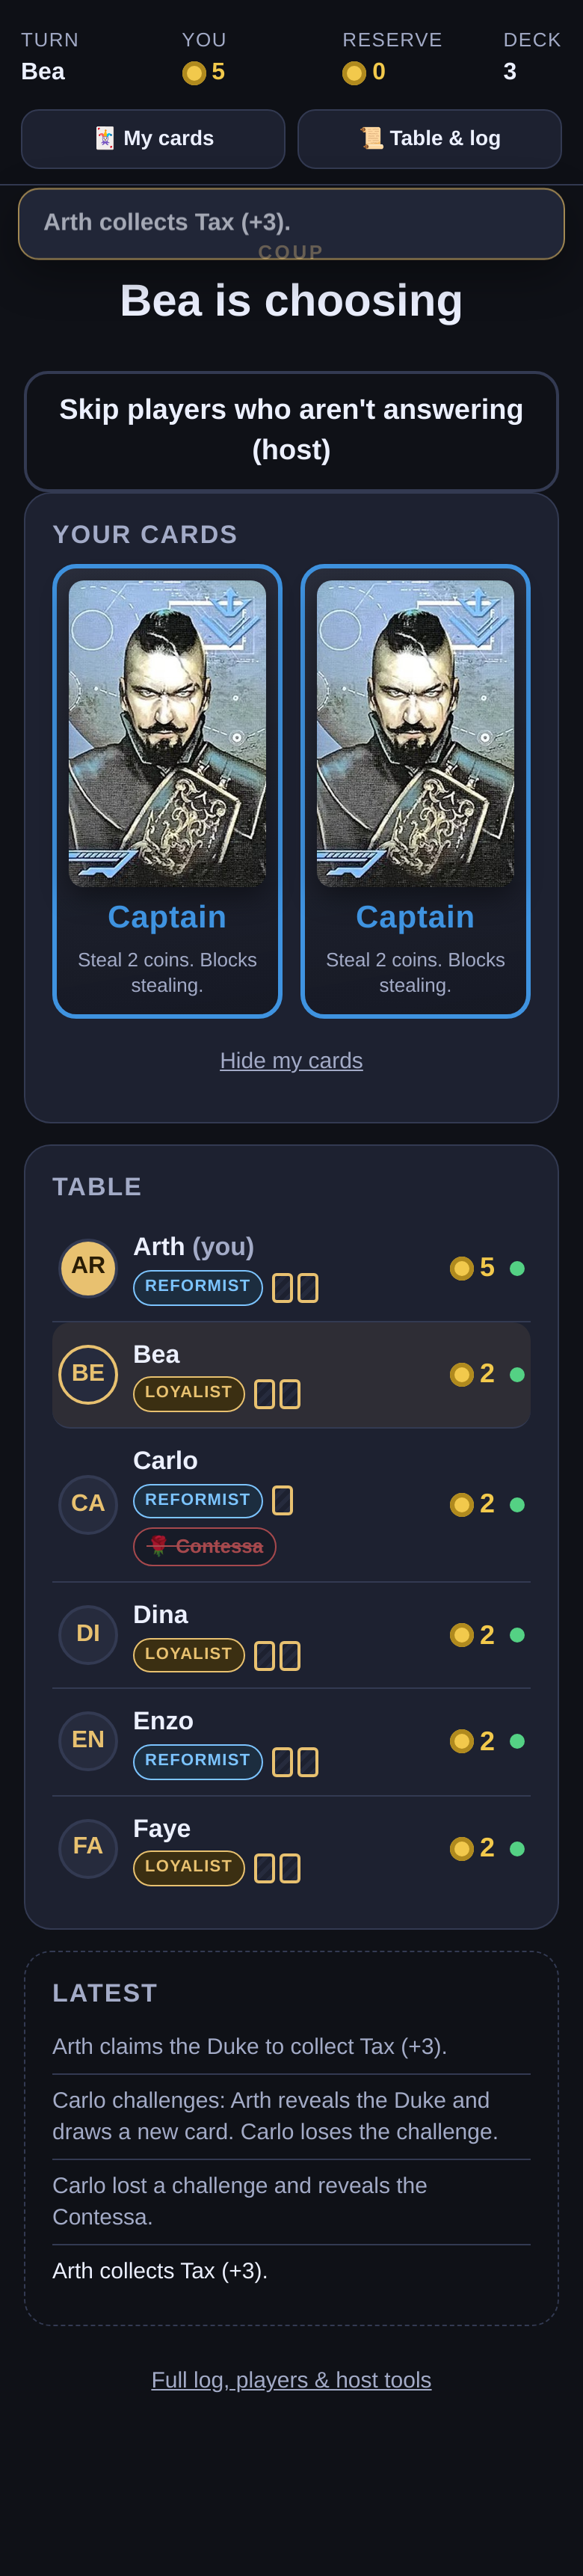 TURN YOU RESERVE DECK
Bea 5 0 3
🃏 My cards 📜 Table & log
Arth collects Tax (+3).
COUP
Bea is choosing
Skip players who aren't answering
(host)
YOUR CARDS
Captain Captain
Steal 2 coins. Blocks Steal 2 coins. Blocks
stealing. stealing.
Hide my cards
TABLE
AR Arth (you) 5
REFORMIST
BE Bea 2
LOYALIST
CA Carlo 2
REFORMIST
🌹 Contessa
DI Dina 2
LOYALIST
EN Enzo 2
REFORMIST
FA Faye 2
LOYALIST
LATEST
Arth claims the Duke to collect Tax (+3).
Carlo challenges: Arth reveals the Duke and
draws a new card. Carlo loses the challenge.
Carlo lost a challenge and reveals the
Contessa.
Arth collects Tax (+3).
Full log, players & host tools